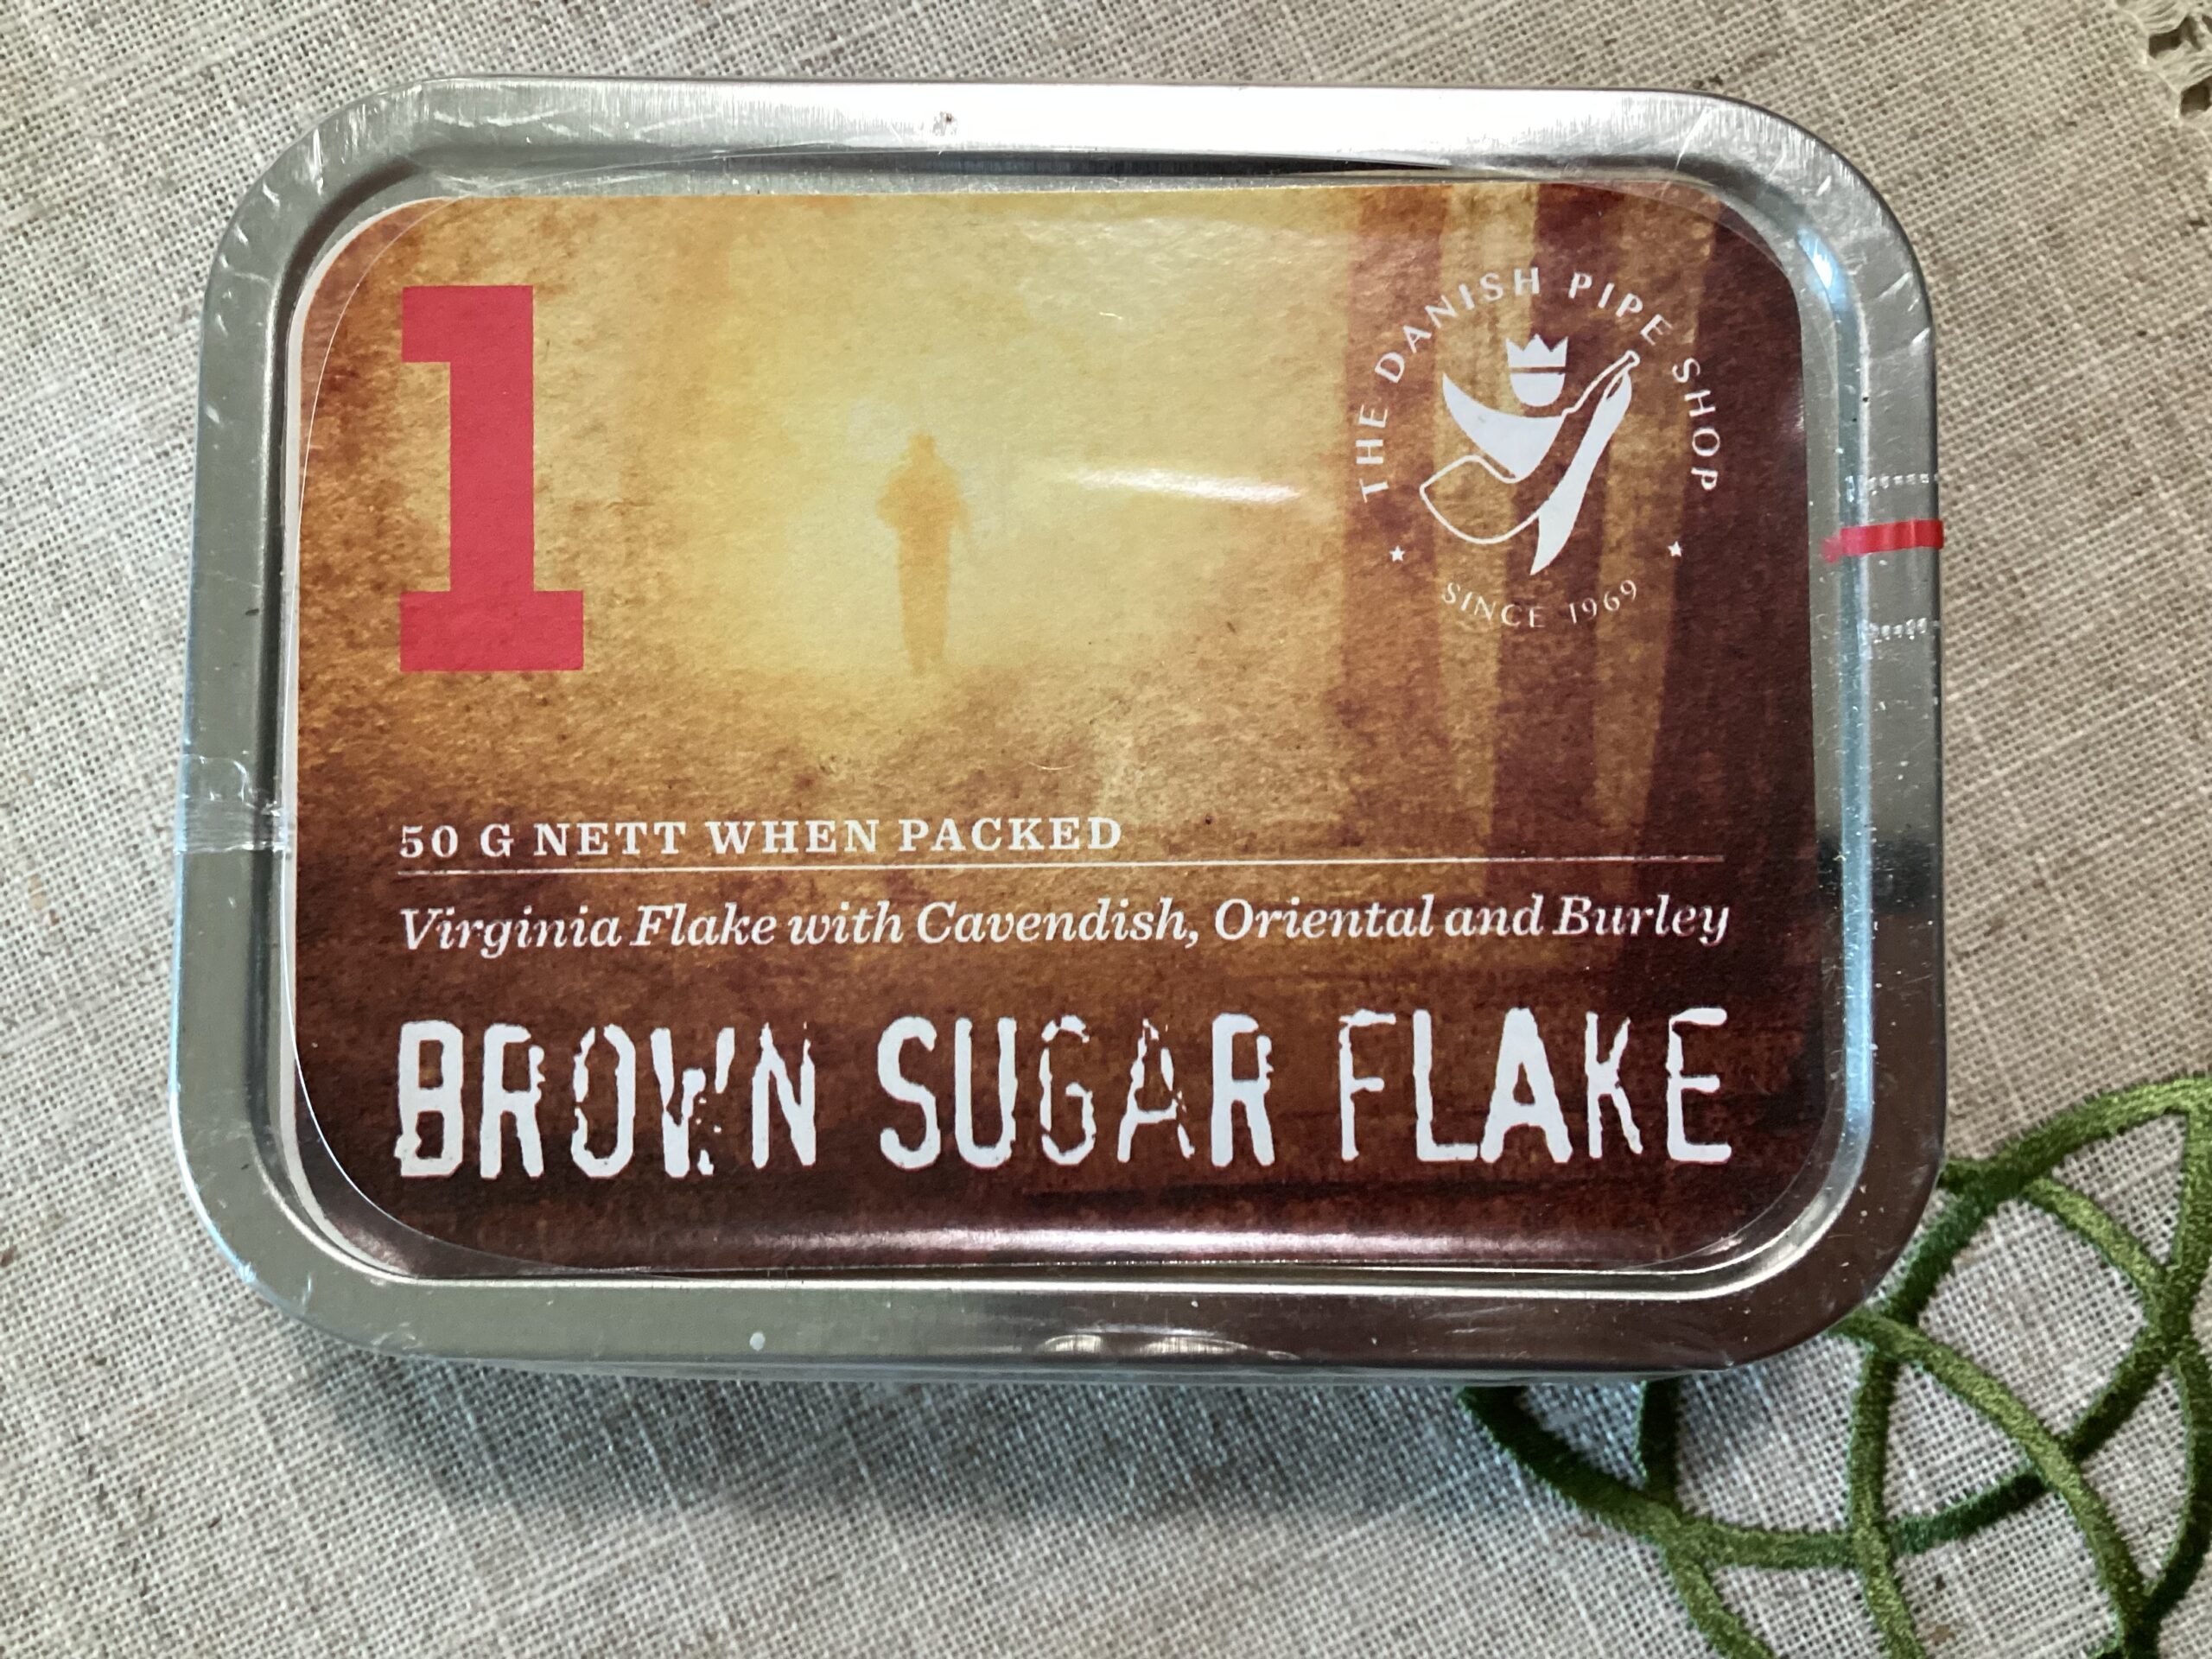 1
THE DANISH PIPE SHOP
SINCE 1969
50 G NETT WHEN PACKED
Virginia Flake with Cavendish, Oriental and Burley
BROWN SUGAR FLAKE